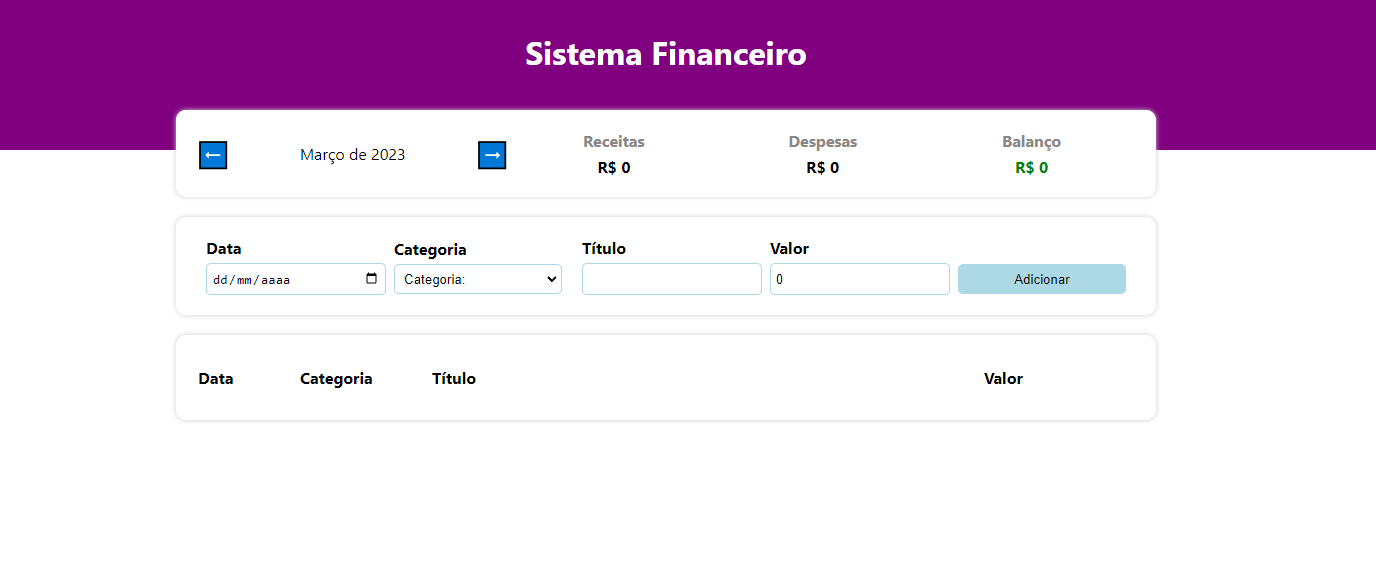 Sistema Financeiro
← Março de 2023 → Receitas Despesas Balanço
R$ 0 R$ 0 R$ 0
Data Categoria Título Valor
dd/mm/aaaa Categoria: 0 Adicionar
Data Categoria Título Valor